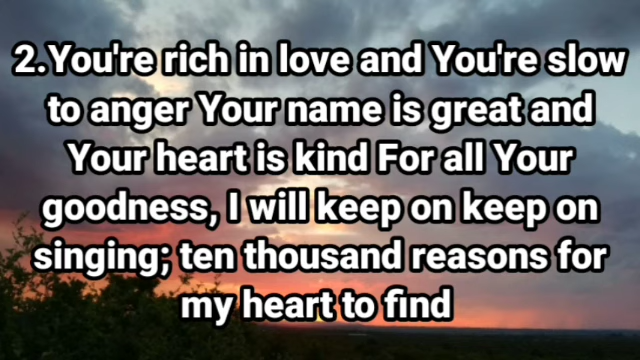 2.You're rich in love and You're slow
to anger Your name is great and
Your heart is kind For all Your
goodness, I will keep on keep on
singing; ten thousand reasons for
my heart to find